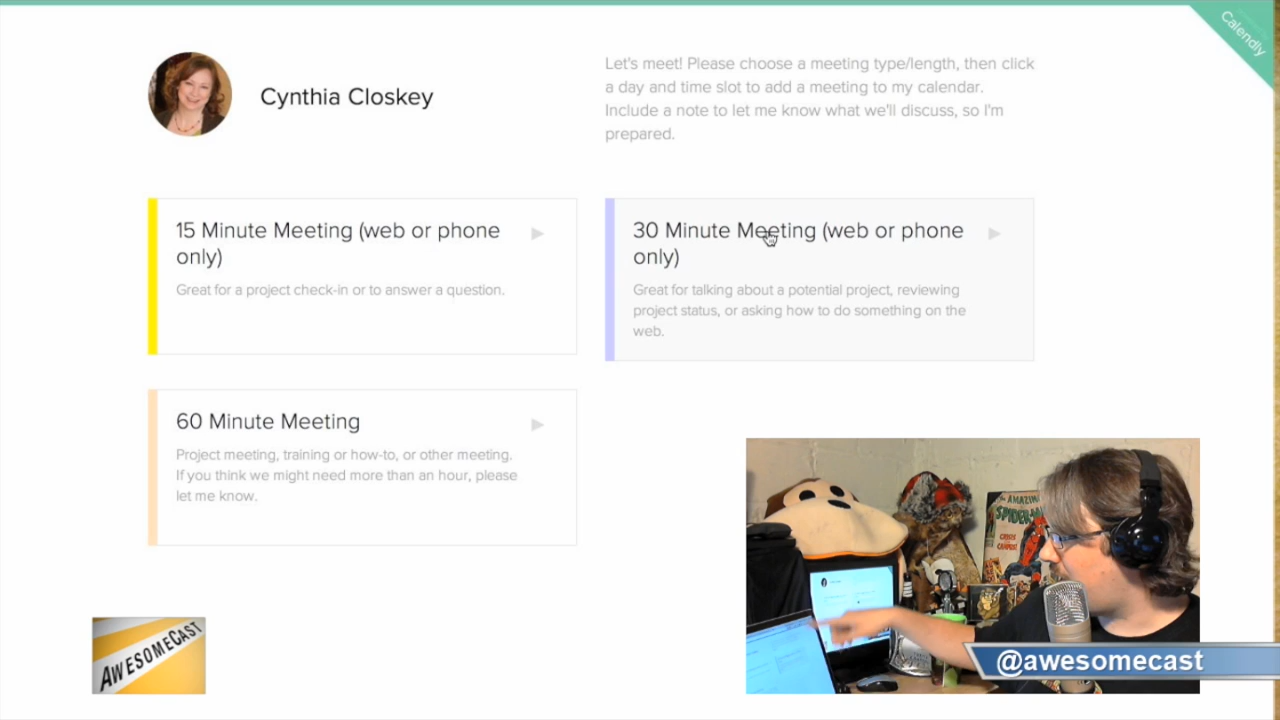 Calendly
Cynthia Closkey
Let's meet! Please choose a meeting type/length, then click
a day and time slot to add a meeting to my calendar.
Include a note to let me know what we'll discuss, so I'm
prepared.
15 Minute Meeting (web or phone
only)
Great for a project check-in or to answer a question.
30 Minute Meeting (web or phone
only)
Great for talking about a potential project, reviewing
project status, or asking how to do something on the
web.
60 Minute Meeting
Project meeting, training or how-to, or other meeting.
If you think we might need more than an hour, please
let me know.
AWESOMECAST
CRISIS
CAMPUS!
@awesomecast